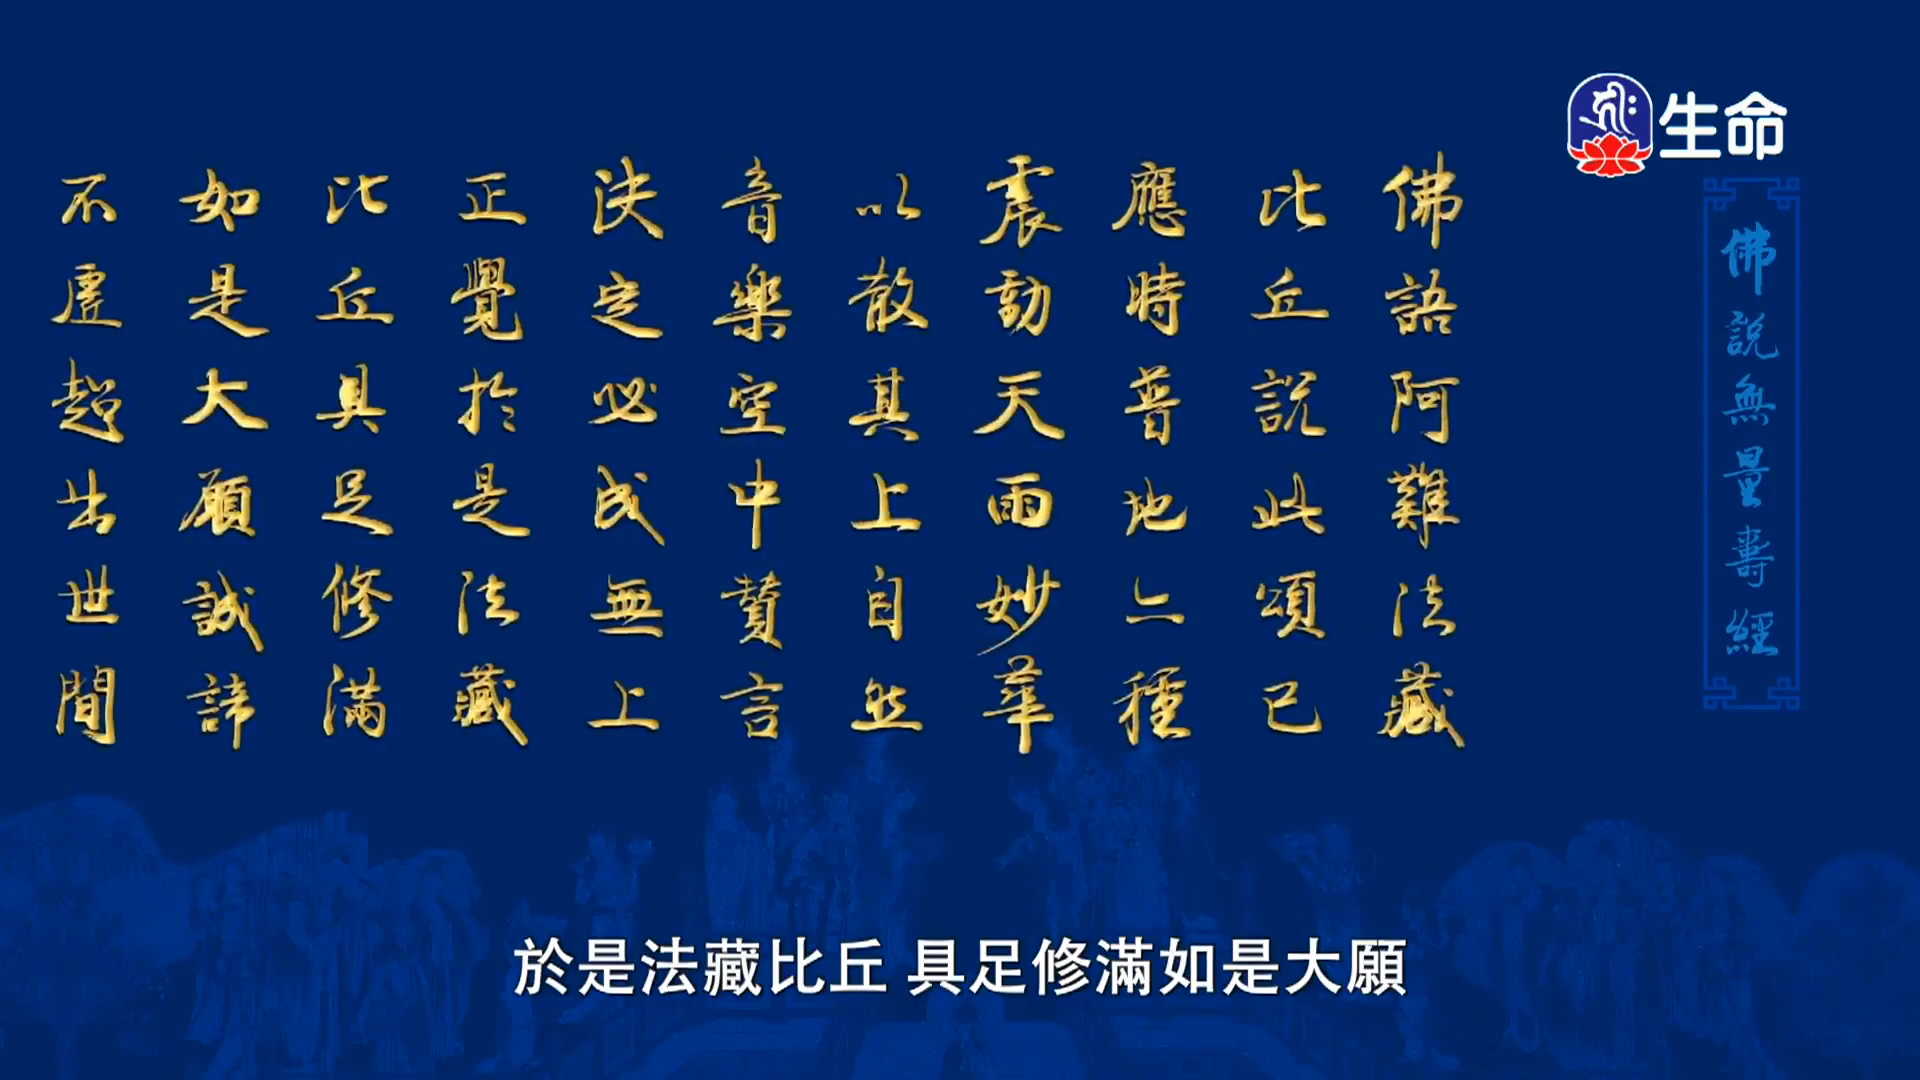 生命
佛說無量壽經
佛語阿難法藏
比丘說此頌已
應時普地六種
震動天雨妙華
以散其上自然
音樂空中讚言
決定必成無上
正覺於是法藏
比丘具足修滿
如是大願誠諦
不虛超出世間
於是法藏比丘 具足修滿如是大願